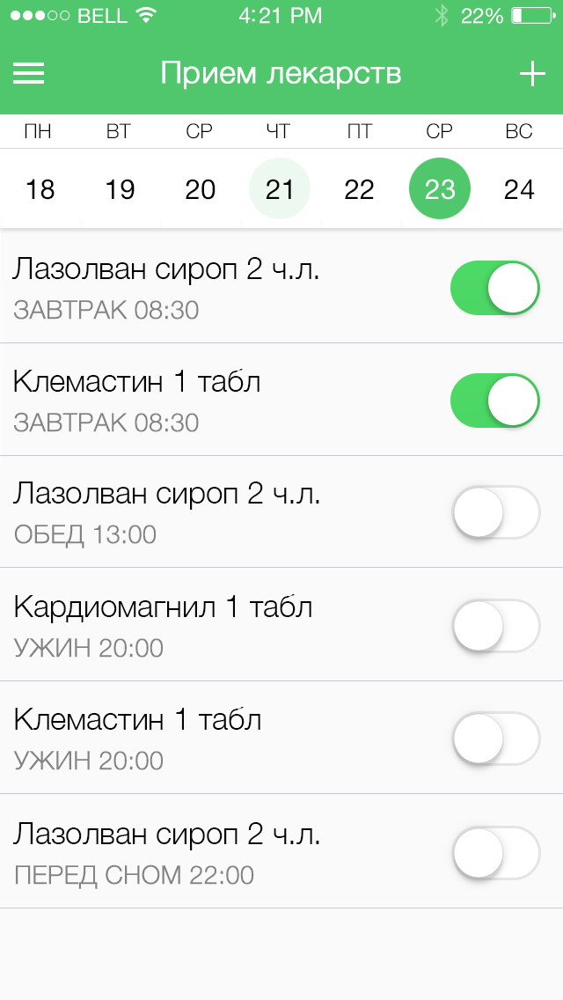 BELL 4:21 PM 22%
Прием лекарств
ПН ВТ СР ЧТ ПТ СР ВС
18 19 20 21 22 23 24
Лазолван сироп 2 ч.л.
ЗАВТРАК 08:30
Клемастин 1 табл
ЗАВТРАК 08:30
Лазолван сироп 2 ч.л.
ОБЕД 13:00
Кардиомагнил 1 табл
УЖИН 20:00
Клемастин 1 табл
УЖИН 20:00
Лазолван сироп 2 ч.л.
ПЕРЕД СНОМ 22:00